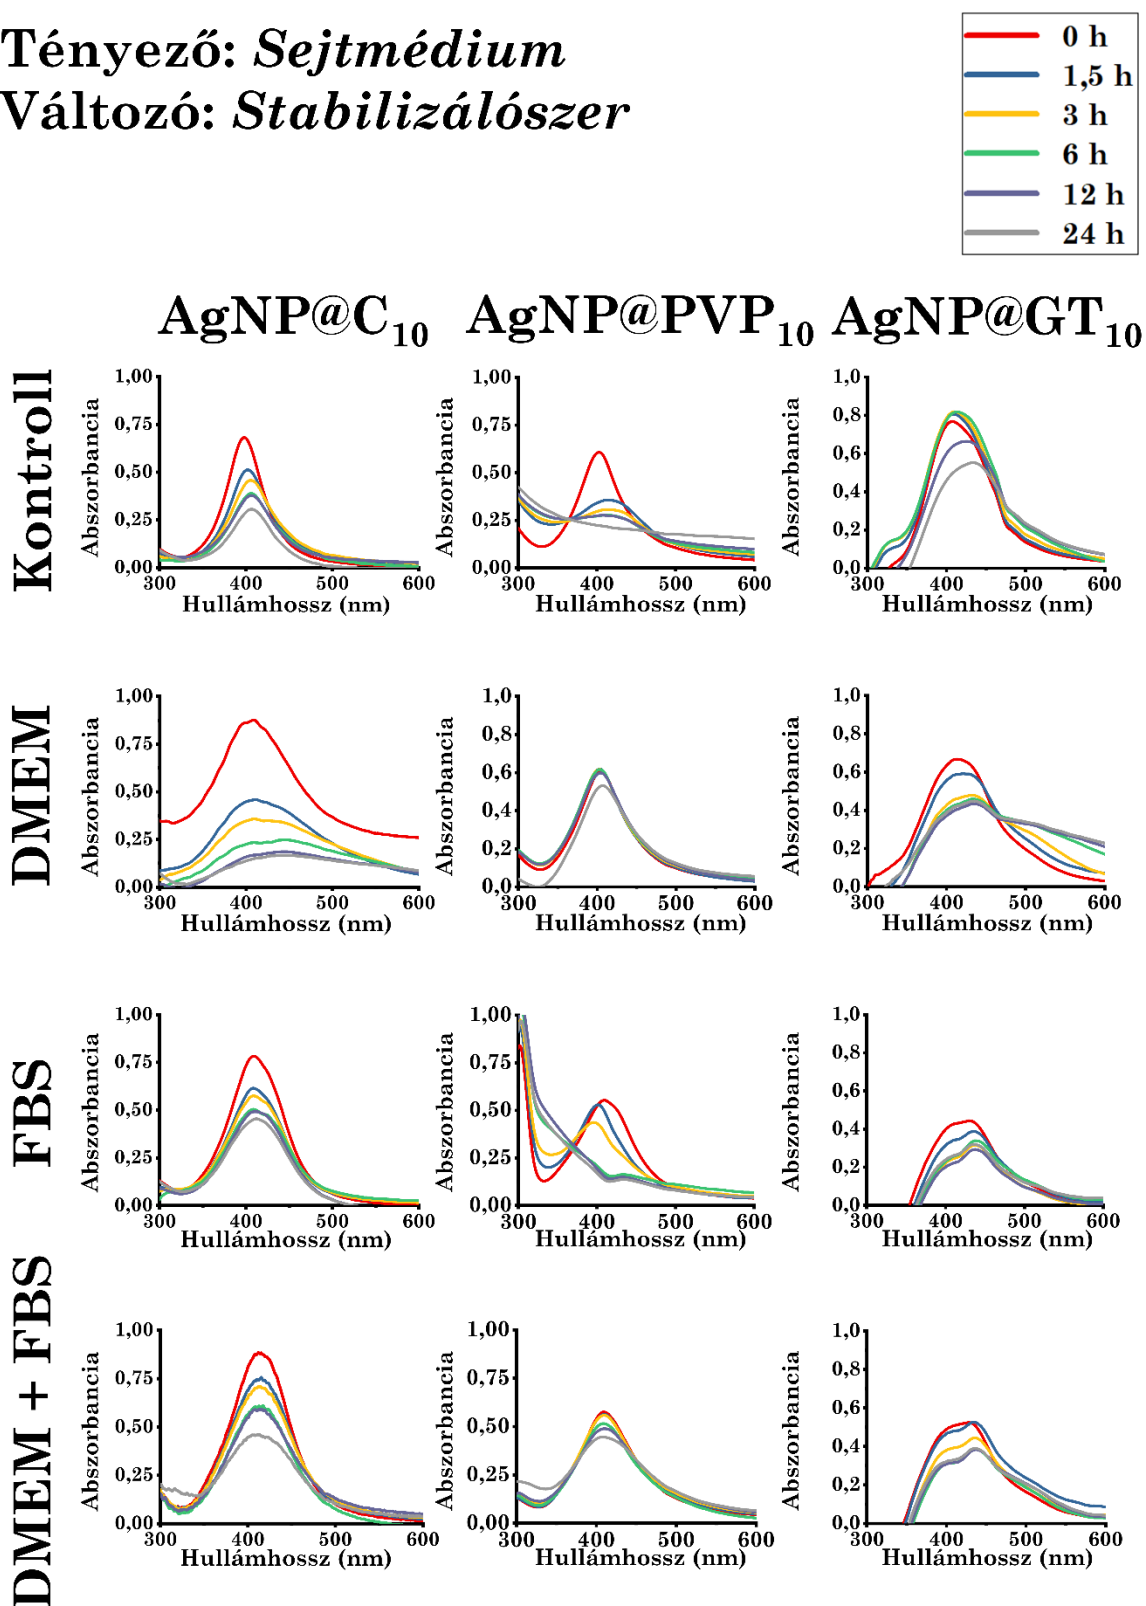 Tényező: Sejtmédium
Változó: Stabilizálószer
0 h
1,5 h
3 h
6 h
12 h
24 h
AgNP@C10 AgNP@PVP10 AgNP@GT10
Kontroll
Abszorbancia
1,00
0,75
0,50
0,25
0,00
300 400 500 600
Hullámhossz (nm)
Abszorbancia
1,00
0,75
0,50
0,25
0,00
300 400 500 600
Hullámhossz (nm)
Abszorbancia
1,0
0,8
0,6
0,4
0,2
0,0
300 400 500 600
Hullámhossz (nm)
DMEM
Abszorbancia
1,00
0,75
0,50
0,25
0,00
300 400 500 600
Hullámhossz (nm)
Abszorbancia
1,0
0,8
0,6
0,4
0,2
0,0
300 400 500 600
Hullámhossz (nm)
Abszorbancia
1,0
0,8
0,6
0,4
0,2
0,0
300 400 500 600
Hullámhossz (nm)
FBS
Abszorbancia
1,00
0,75
0,50
0,25
0,00
300 400 500 600
Hullámhossz (nm)
Abszorbancia
1,00
0,75
0,50
0,25
0,00
300 400 500 600
Hullámhossz (nm)
Abszorbancia
1,0
0,8
0,6
0,4
0,2
0,0
300 400 500 600
Hullámhossz (nm)
DMEM + FBS
Abszorbancia
1,00
0,75
0,50
0,25
0,00
300 400 500 600
Hullámhossz (nm)
Abszorbancia
1,00
0,75
0,50
0,25
0,00
300 400 500 600
Hullámhossz (nm)
Abszorbancia
1,0
0,8
0,6
0,4
0,2
0,0
300 400 500 600
Hullámhossz (nm)